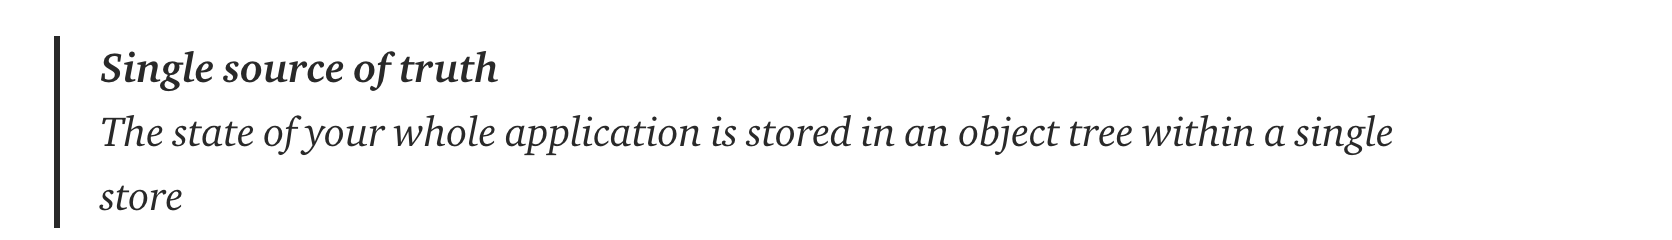 Single source of truth
The state of your whole application is stored in an object tree within a single
store